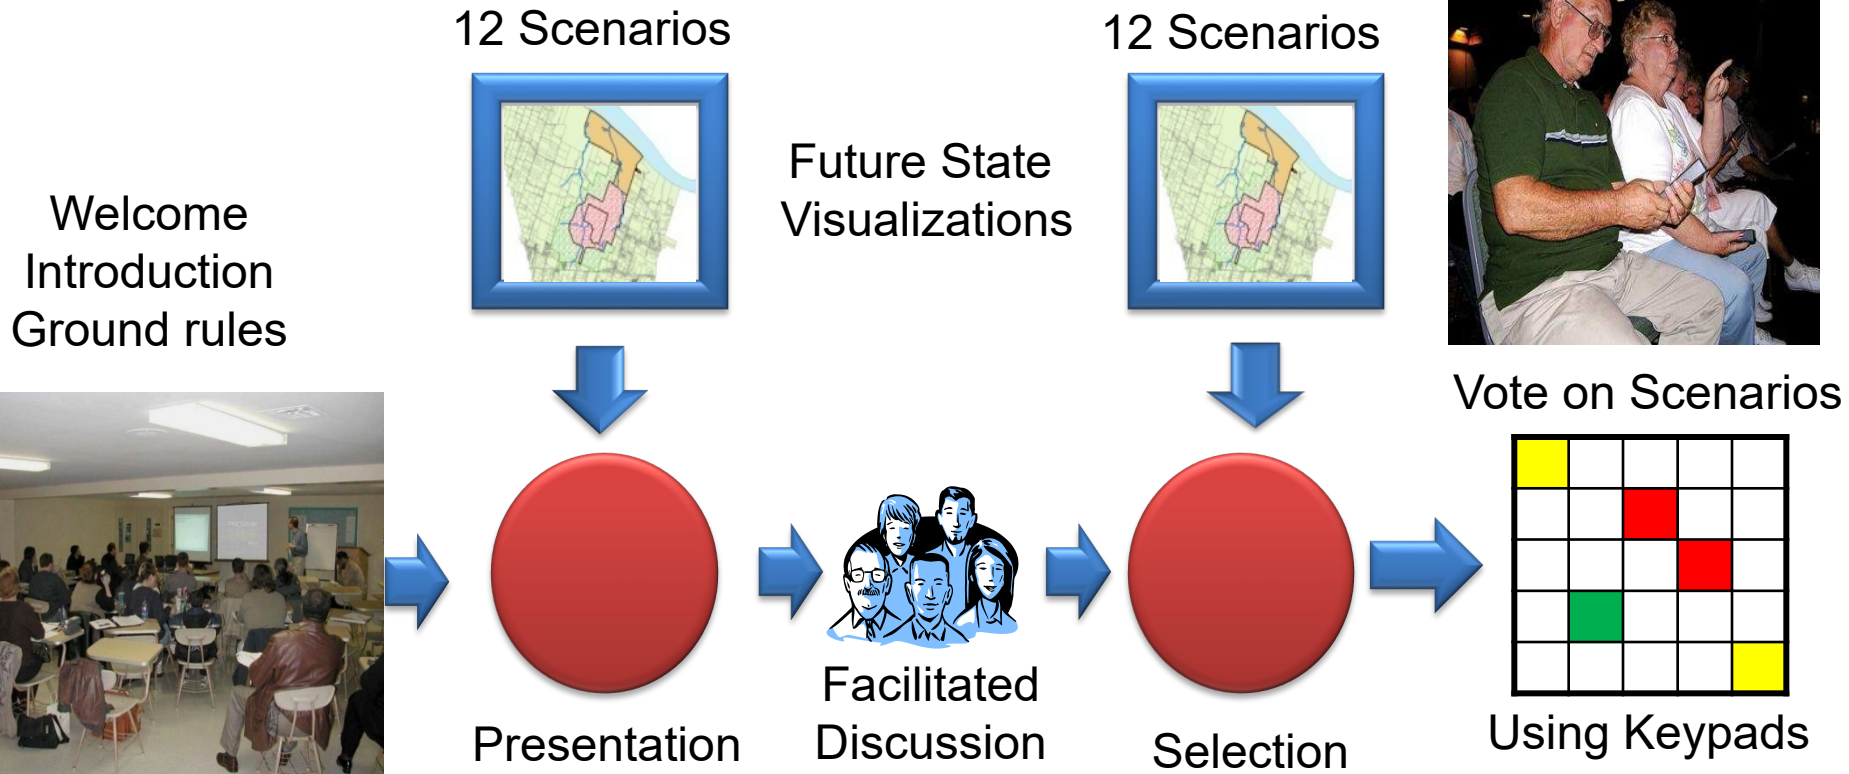 12 Scenarios
12 Scenarios
Future State
Visualizations
Welcome
Introduction
Ground rules
Vote on Scenarios
Facilitated
Discussion
Presentation
Selection
Using Keypads